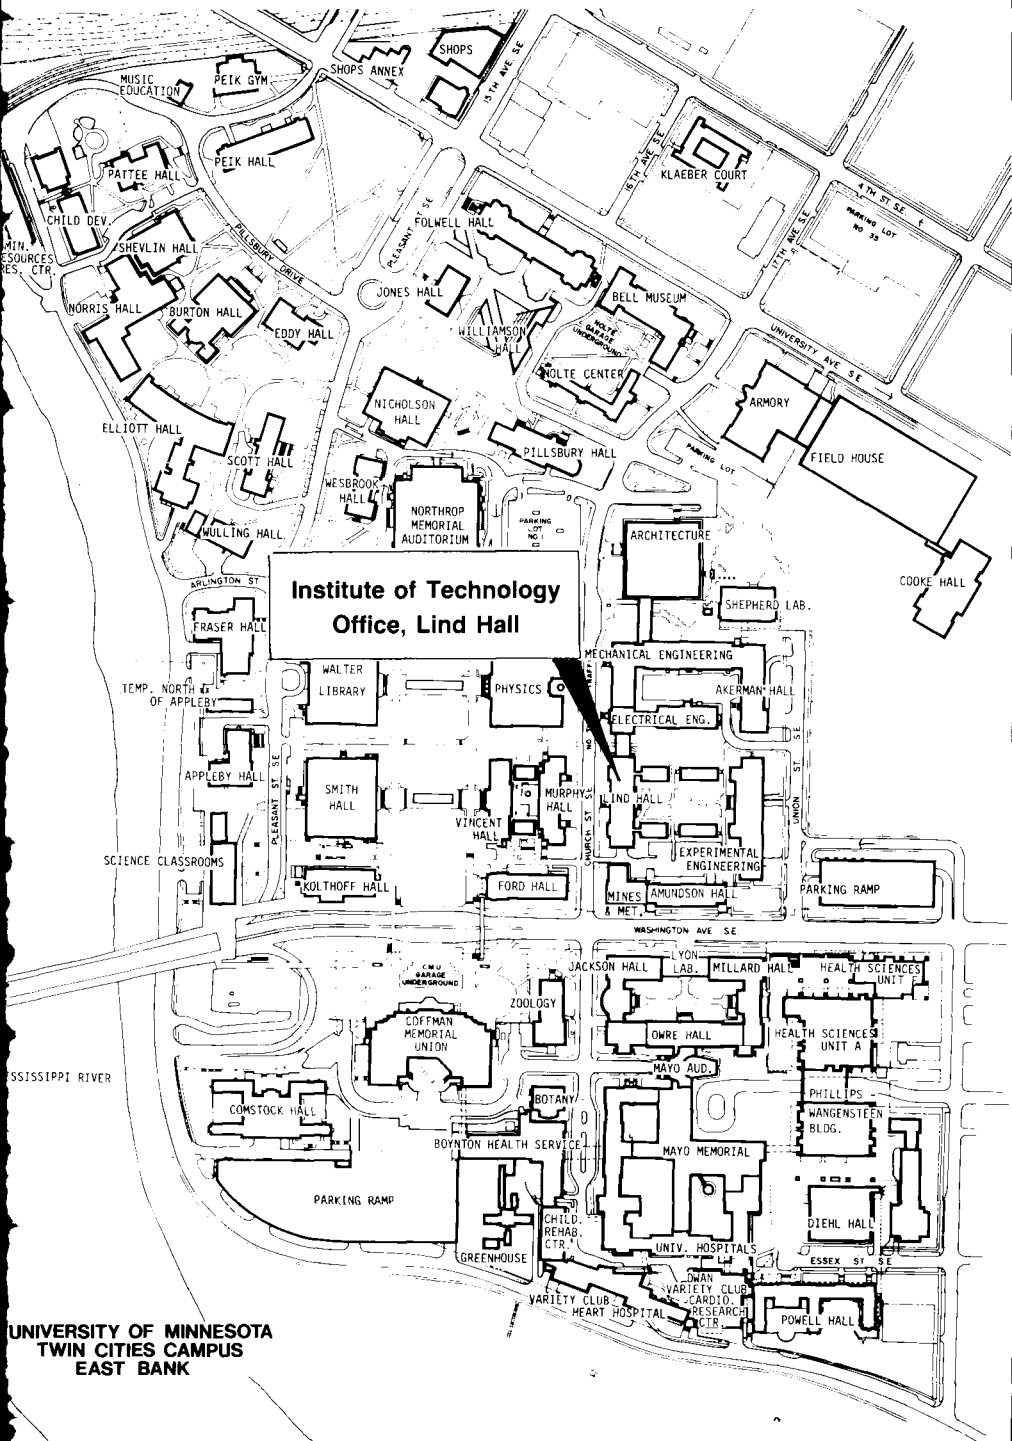 SHOPS
SHOPS ANNEX
15TH AVE. S.E
PEIK GYM
MUSIC
EDUCATION
PEIK HALL
16TH AVE S.E
KLAEBER COURT
4TH ST S.E.
PARKING LOT
NO 35
17TH AVE S.E
PATTEE HALL
CHILD DEV.
SHEVLIN HALL
MIN.
ESOURCES
RES. CTR.
PILLSBURY DRIVE
PLEASANT ST S.E
FOLWELL HALL
NORRIS HALL
BURTON HALL
EDDY HALL
JONES HALL
BELL MUSEUM
WILLIAMSON
HALL
NOLTE
GARAGE
UNDERGROUND
NOLTE CENTER
UNIVERSITY AVE S.E
ARMORY
FIELD HOUSE
PARKING LOT
ELLIOTT HALL
SCOTT HALL
NICHOLSON
HALL
PILLSBURY HALL
WESBROOK
HALL
NORTHROP
MEMORIAL
AUDITORIUM
PARKING
LOT
NO 1
WULLING HALL
ARCHITECTURE
COOKE HALL
ARLINGTON ST
Institute of Technology
Office, Lind Hall
SHEPHERD LAB.
FRASER HALL
MECHANICAL ENGINEERING
WALTER
LIBRARY
PHYSICS
AKERMAN HALL
TEMP. NORTH
OF APPLEBY
ELECTRICAL ENG.
APPLEBY HALL
PLEASANT ST S.E
SMITH
HALL
VINCENT
HALL
MURPHY
HALL
CHURCH ST S.E
LIND HALL
UNION ST S.E
EXPERIMENTAL
ENGINEERING
SCIENCE CLASSROOMS
KOLTHOFF HALL
FORD HALL
MINES
& MET.
AMUNDSON HALL
PARKING RAMP
WASHINGTON AVE S.E.
CMU
GARAGE
UNDERGROUND
JACKSON HALL
LYON
LAB.
MILLARD HALL
HEALTH SCIENCES
UNIT F
ZOOLOGY
COFFMAN
MEMORIAL
UNION
OWRE HALL
HEALTH SCIENCES
UNIT A
MAYO AUD.
SSISSIPPI RIVER
PHILLIPS
WANGENSTEEN
BLDG.
COMSTOCK HALL
BOTANY
BOYNTON HEALTH SERVICE
MAYO MEMORIAL
PARKING RAMP
CHILD
REHAB.
CTR.
DIEHL HALL
GREENHOUSE
UNIV. HOSPITALS
ESSEX ST S.E
VARIETY CLUB
HEART HOSPITAL
DWAN
VARIETY CLUB
CARDIO.
RESEARCH
CTR.
POWELL HALL
UNIVERSITY OF MINNESOTA
TWIN CITIES CAMPUS
EAST BANK